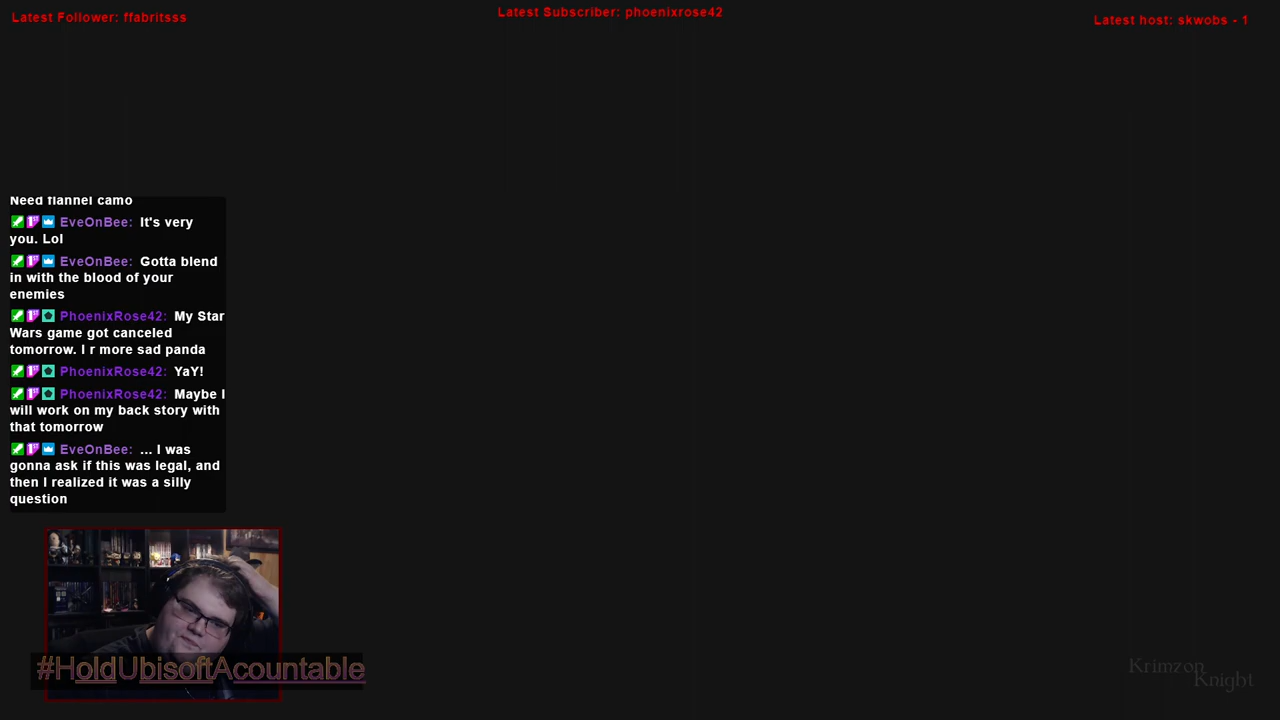 Latest Follower: ffabritsss
Latest Subscriber: phoenixrose42
Latest host: skwobs - 1
Need flannel camo
EveOnBee: It's very
you. Lol
EveOnBee: Gotta blend
in with the blood of your
enemies
PhoenixRose42: My Star
Wars game got canceled
tomorrow. I r more sad panda
PhoenixRose42: YaY!
PhoenixRose42: Maybe I
will work on my back story with
that tomorrow
EveOnBee: ... I was
gonna ask if this was legal, and
then I realized it was a silly
question
#HoldUbisoftAcountable
Krimzon
Knight